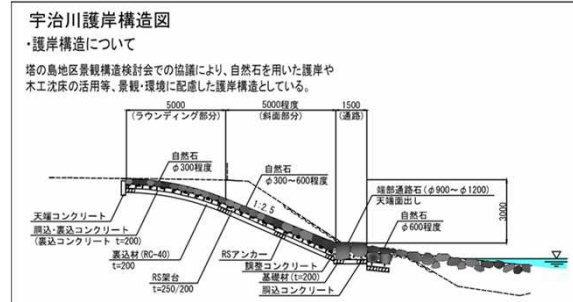 宇治川護岸構造図
・護岸構造について
塔の島地区景観構造検討会での協議により、自然石を用いた護岸や
木工沈床の活用等、景観・環境に配慮した護岸構造としている。
5000
(ラウンディング部分)
5000程度
(斜面部分)
1500
(通路)
自然石
φ300程度
自然石
φ300～600程度
1:2.5
端部通路石(φ900～φ1200)
天端面出し
自然石
φ600程度
3000
天端コンクリート
胴込・裏込コンクリート
(裏込コンクリート t=200)
裏込材(RC-40)
t=200
RS架台
t=250/200
RSアンカー
調整コンクリート
基礎材(t=200)
胴込コンクリート